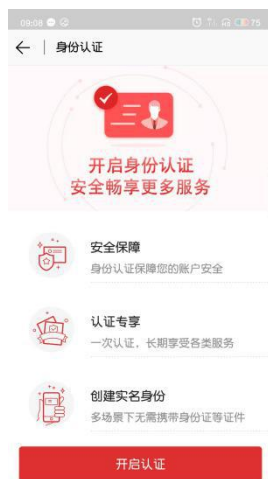 09:08
75
身份认证
开启身份认证
安全畅享更多服务
安全保障
身份认证保障您的账户安全
认证专享
一次认证，长期享受各类服务
创建实名身份
多场景下无需携带身份证等证件
开启认证